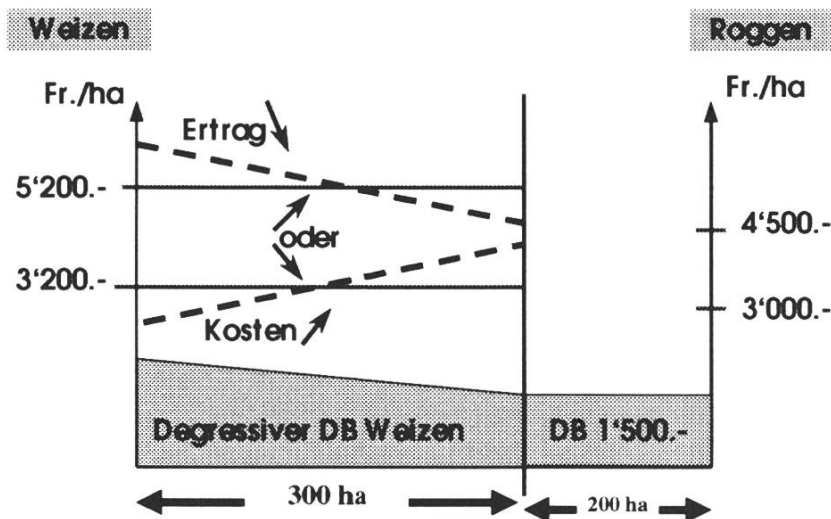 Weizen
Roggen
Fr./ha
Fr./ha
Ertrag
5'200.-
4'500.-
oder
3'200.-
3'000.-
Kosten
Degressiver DB Weizen
DB 1'500.-
300 ha
200 ha